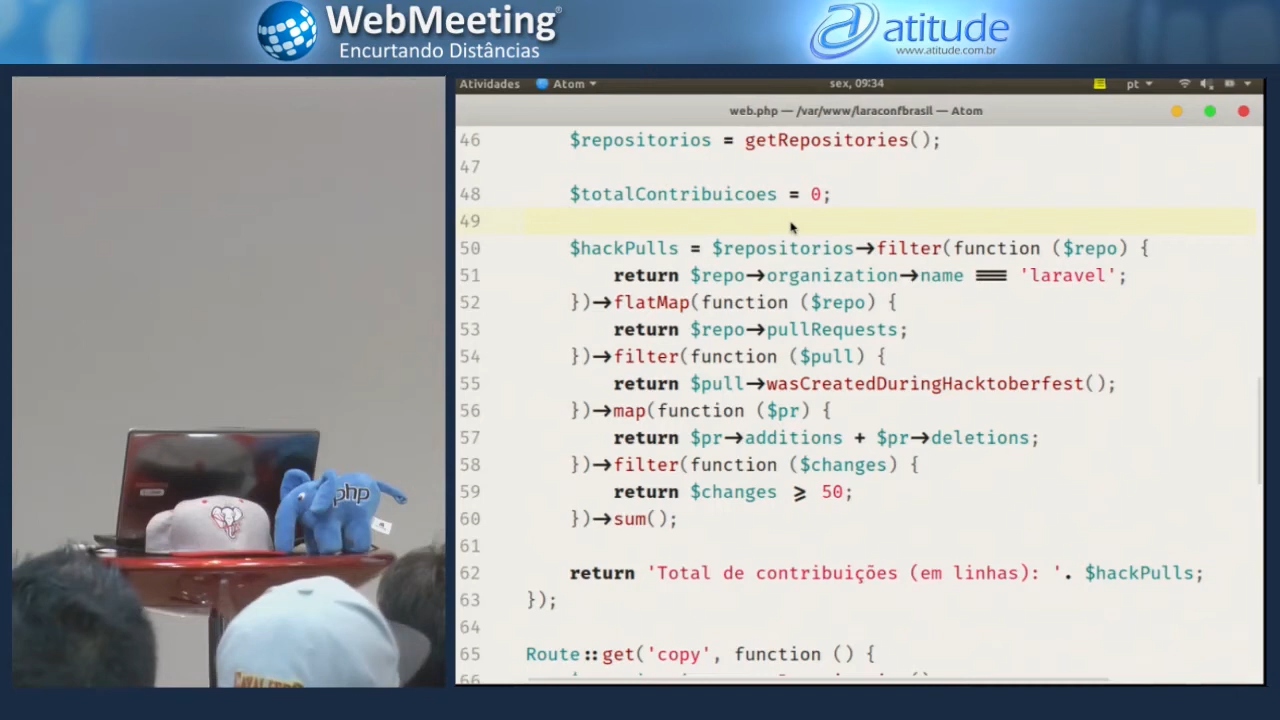 WebMeeting®
Encurtando Distâncias
atitude
www.atitude.com.br
Atividades Atom sex, 09:34 pt
web.php — /var/www/laraconfbrasil — Atom
46 $repositorios = getRepositories();
47
48 $totalContribuicoes = 0;
49
50 $hackPulls = $repositorios->filter(function ($repo) {
51 return $repo->organization->name === 'laravel';
52 })->flatMap(function ($repo) {
53 return $repo->pullRequests;
54 })->filter(function ($pull) {
55 return $pull->wasCreatedDuringHacktoberfest();
56 })->map(function ($pr) {
57 return $pr->additions + $pr->deletions;
58 })->filter(function ($changes) {
59 return $changes >= 50;
60 })->sum();
61
62 return 'Total de contribuições (em linhas): '. $hackPulls;
63 });
64
65 Route::get('copy', function () {
66
php
CAVALIERS